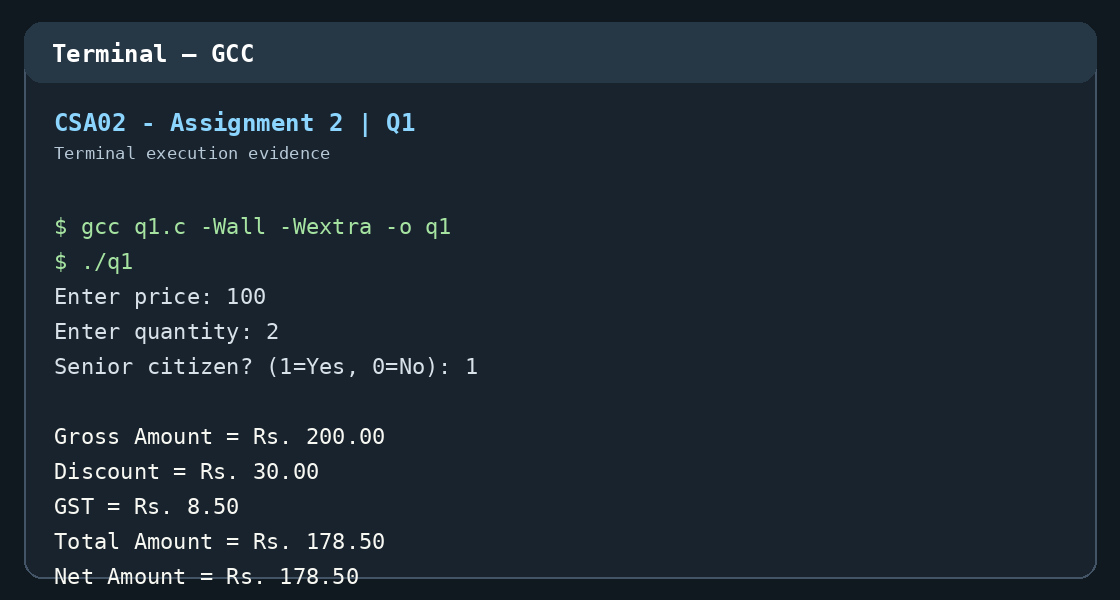 Terminal — GCC
CSA02 - Assignment 2 | Q1
Terminal execution evidence
$ gcc q1.c -Wall -Wextra -o q1
$ ./q1
Enter price: 100
Enter quantity: 2
Senior citizen? (1=Yes, 0=No): 1
Gross Amount = Rs. 200.00
Discount = Rs. 30.00
GST = Rs. 8.50
Total Amount = Rs. 178.50
Net Amount = Rs. 178.50